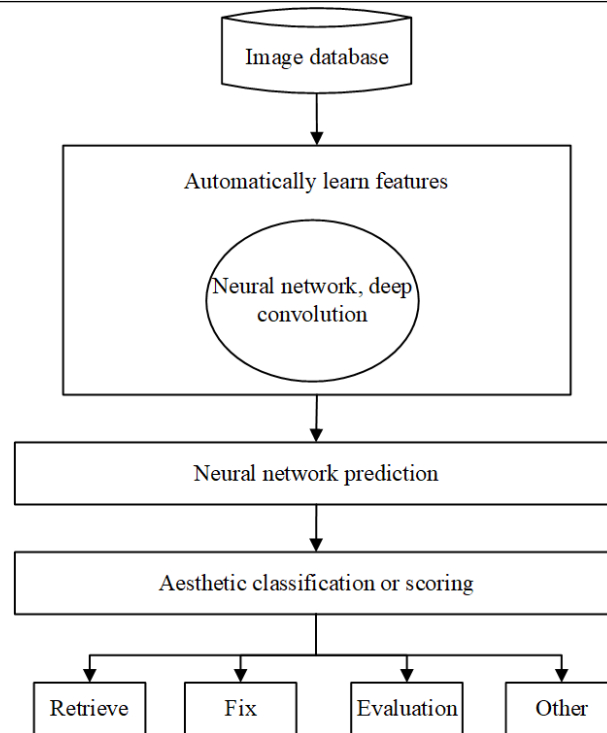 Image database
Automatically learn features
Neural network, deep
convolution
Neural network prediction
Aesthetic classification or scoring
Retrieve
Fix
Evaluation
Other